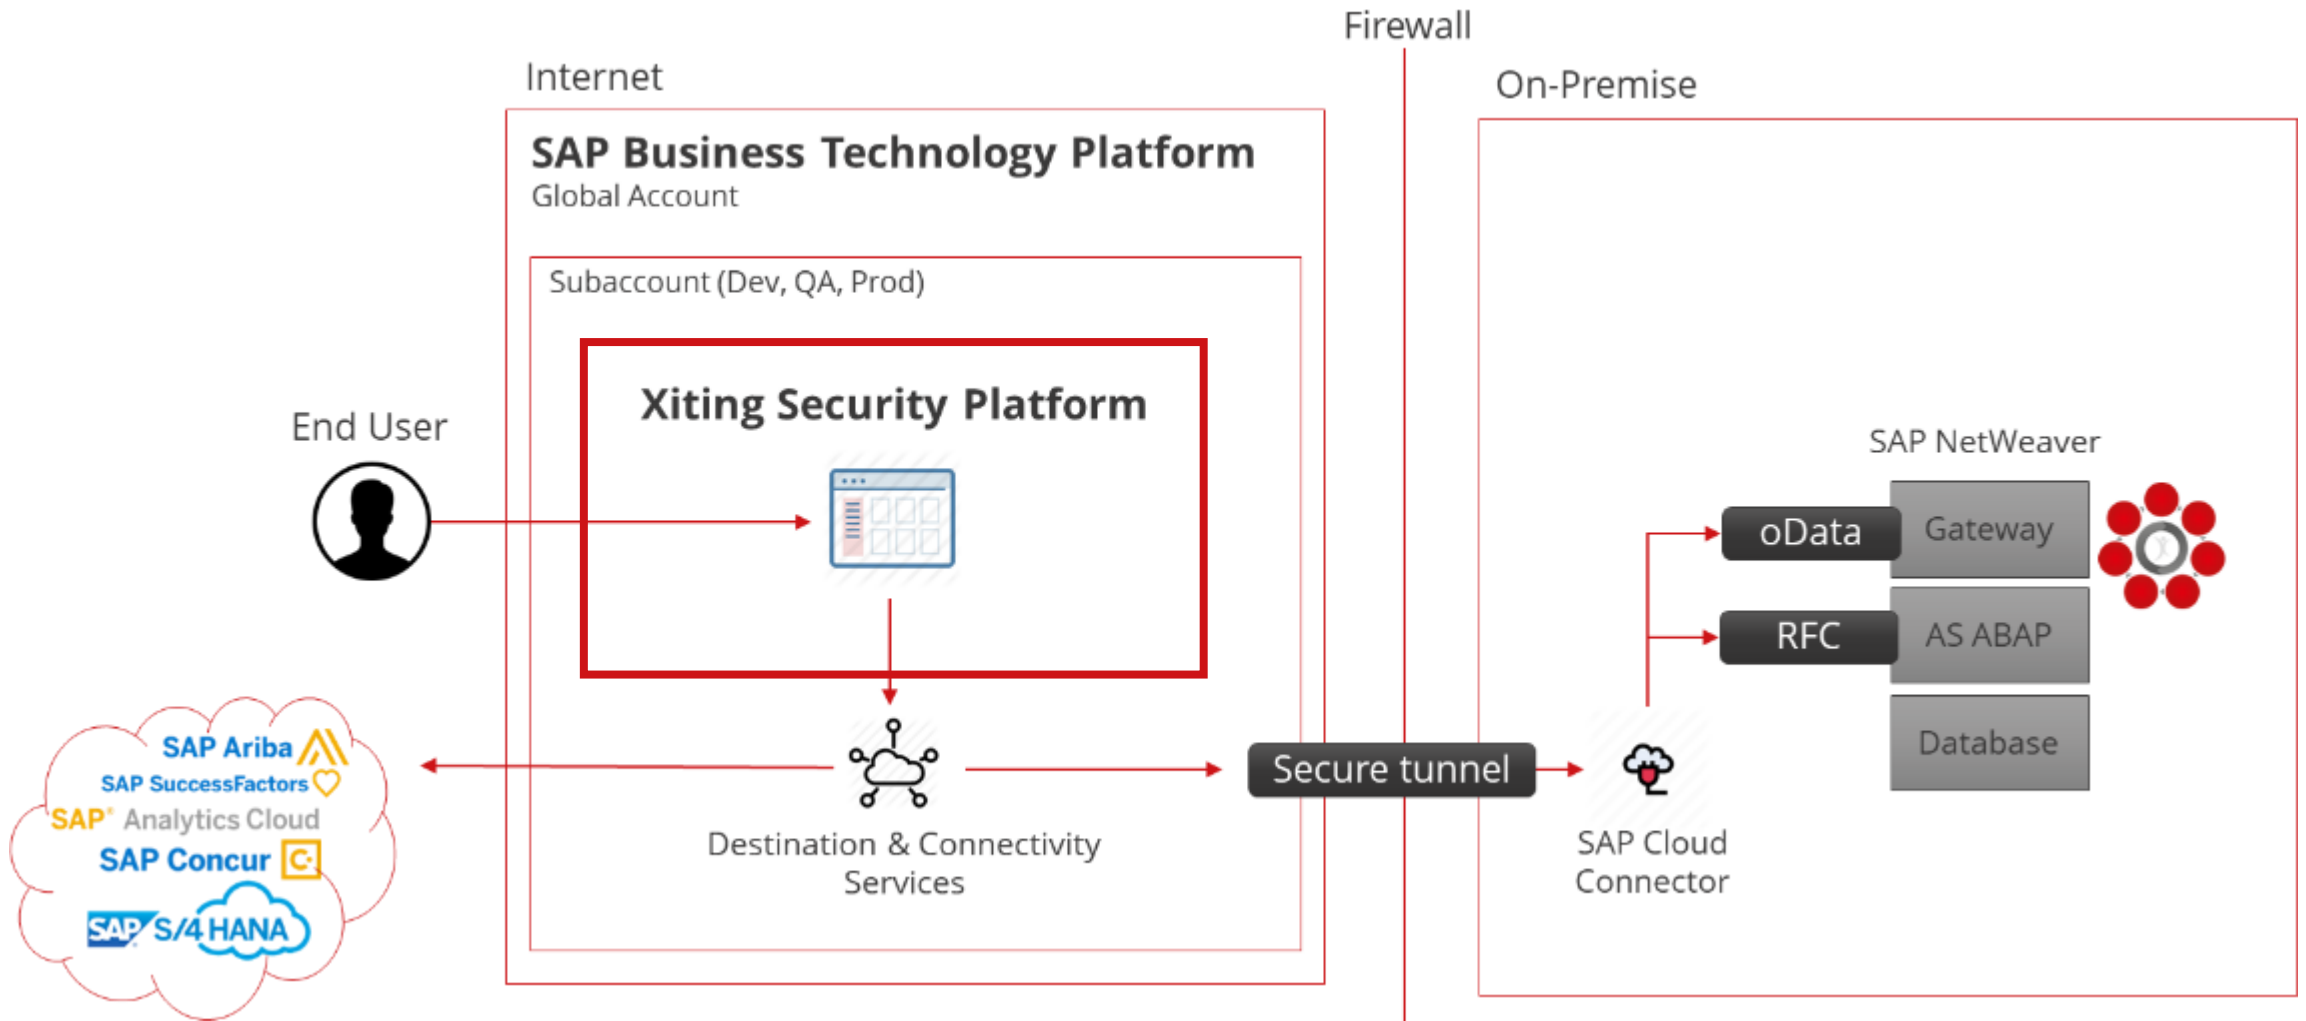 Firewall
Internet
On-Premise
SAP Business Technology Platform
Global Account
Subaccount (Dev, QA, Prod)
Xiting Security Platform
End User
SAP NetWeaver
oData
Gateway
RFC
AS ABAP
Database
SAP Ariba
SAP SuccessFactors
SAP® Analytics Cloud
SAP Concur C
SAP S/4HANA
Secure tunnel
Destination & Connectivity
Services
SAP Cloud
Connector